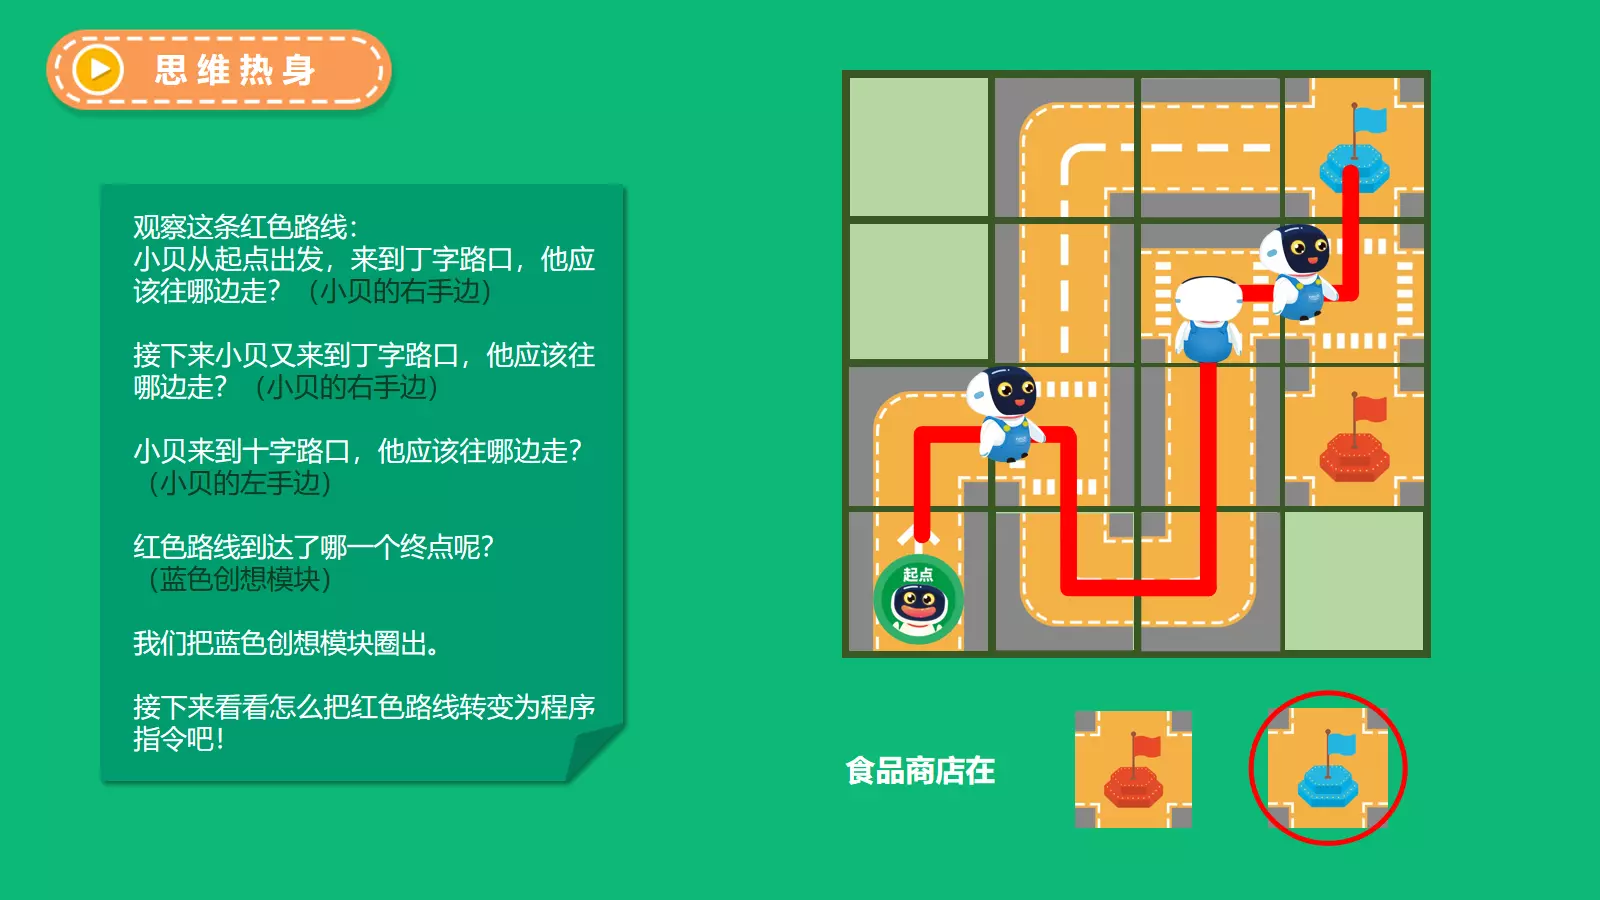 思维热身
观察这条红色路线：
小贝从起点出发，来到丁字路口，他应
该往哪边走？（小贝的右手边）
接下来小贝又来到丁字路口，他应该往
哪边走？（小贝的右手边）
小贝来到十字路口，他应该往哪边走？
（小贝的左手边）
红色路线到达了哪一个终点呢？
（蓝色创想模块）
我们把蓝色创想模块圈出。
接下来看看怎么把红色路线转变为程序
指令吧！
起点
食品商店在